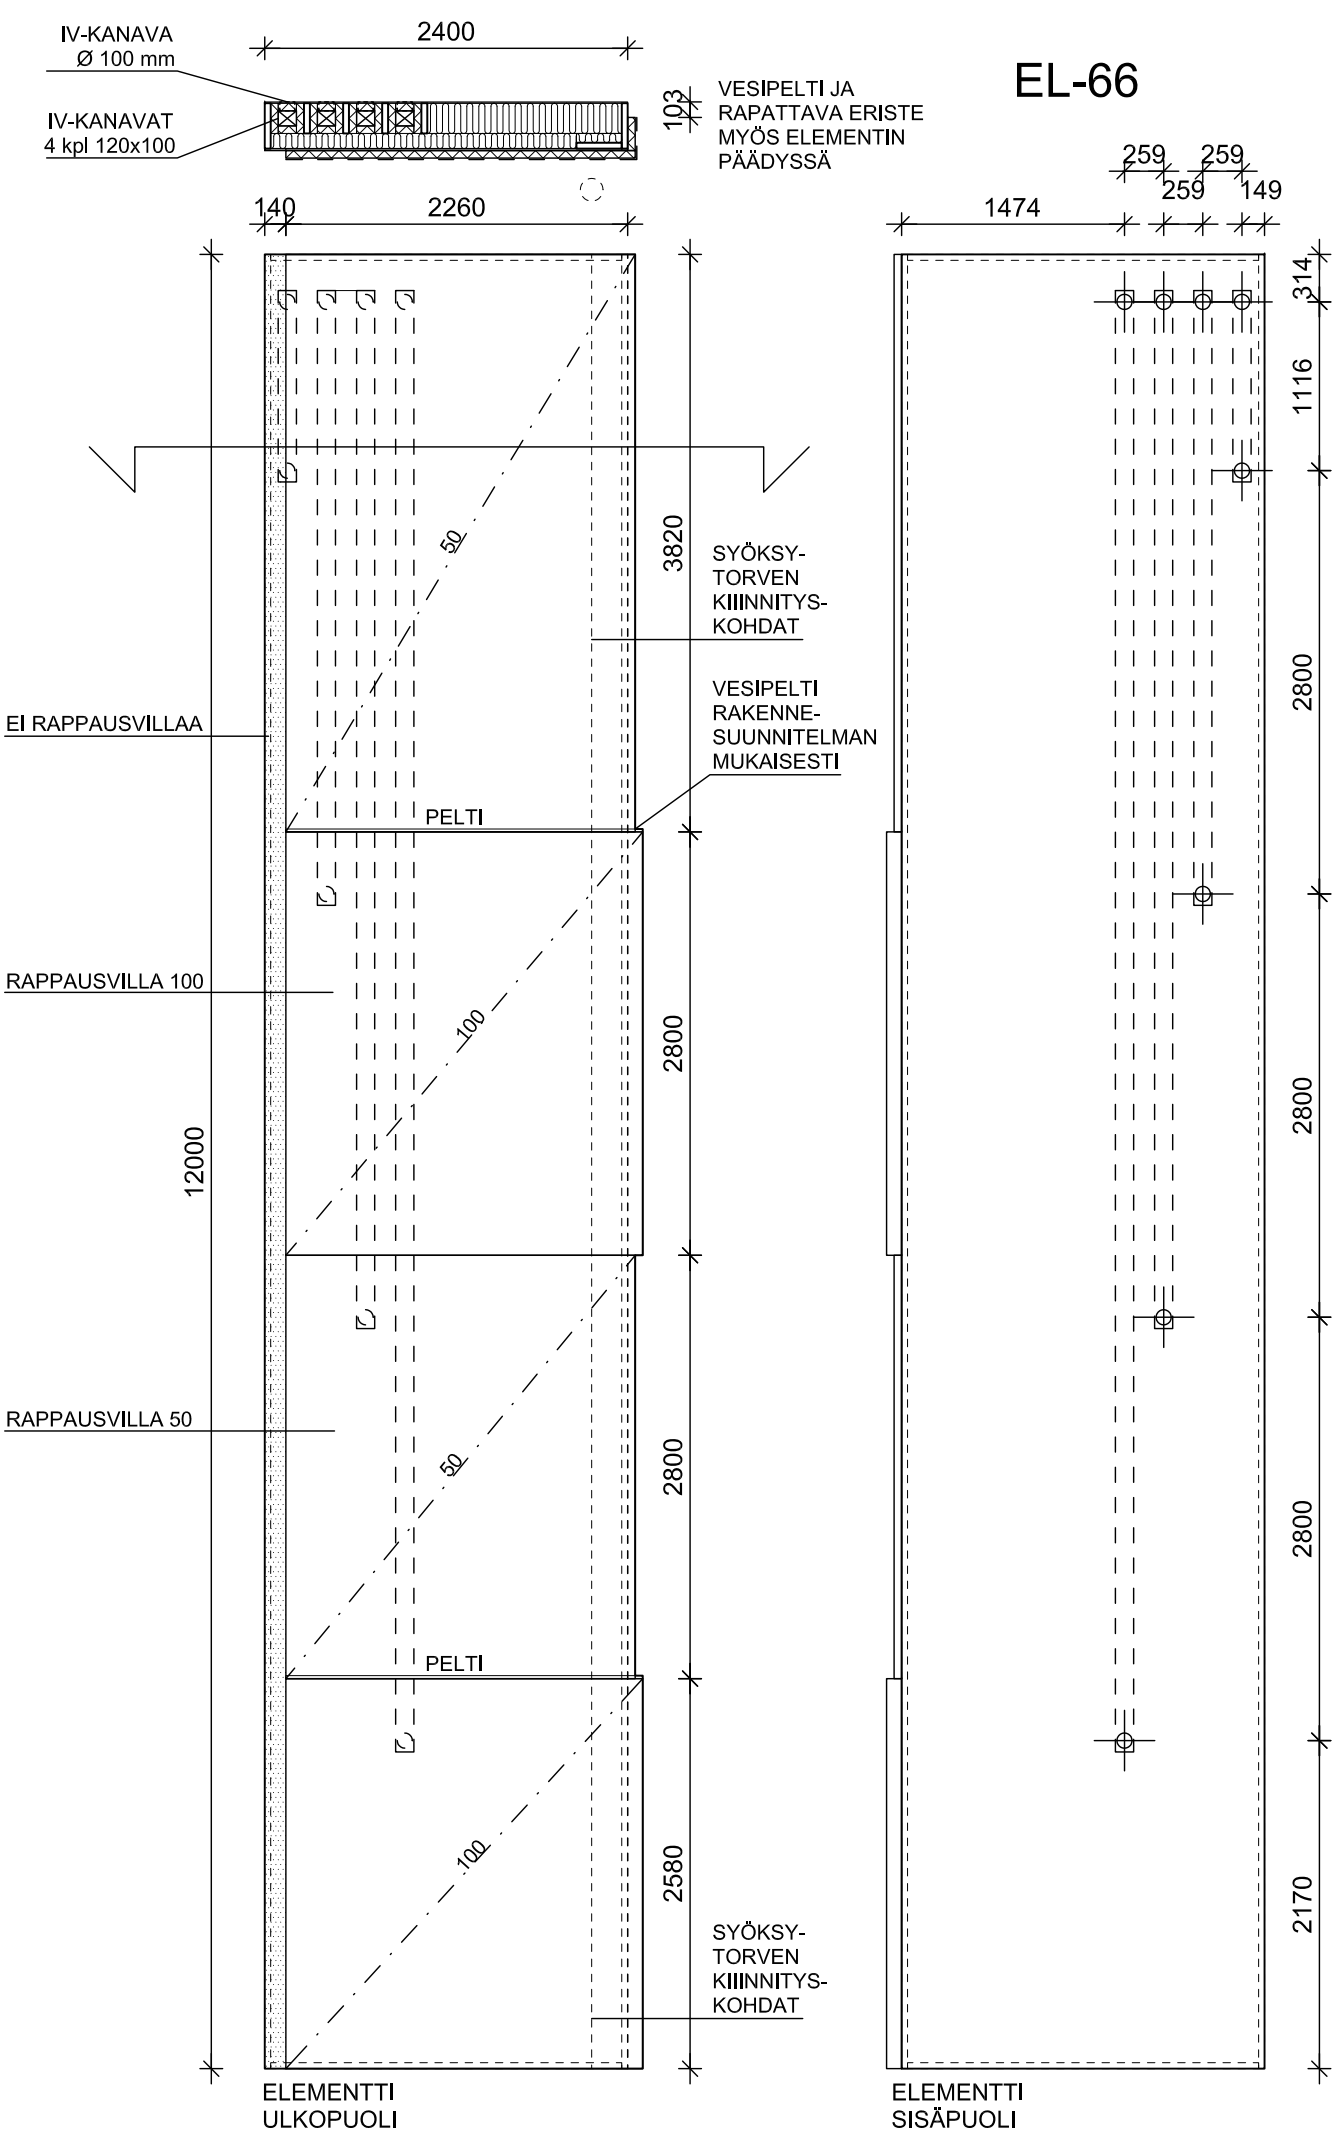 IV-KANAVA
Ø 100 mm
IV-KANAVAT
4 kpl 120x100
2400
103
VESIPELTI JA
RAPATTAVA ERISTE
MYÖS ELEMENTIN
PÄÄDYSSÄ
EL-66
140
2260
1474
259
259
259
149
12000
3820
2800
2800
2580
314
1116
2800
2800
2800
2170
50
100
50
100
EI RAPPAUSVILLAA
RAPPAUSVILLA 100
RAPPAUSVILLA 50
PELTI
PELTI
SYÖKSY-
TORVEN
KIIINNITYS-
KOHDAT
VESIPELTI
RAKENNE-
SUUNNITELMAN
MUKAISESTI
SYÖKSY-
TORVEN
KIIINNITYS-
KOHDAT
ELEMENTTI
ULKOPUOLI
ELEMENTTI
SISÄPUOLI